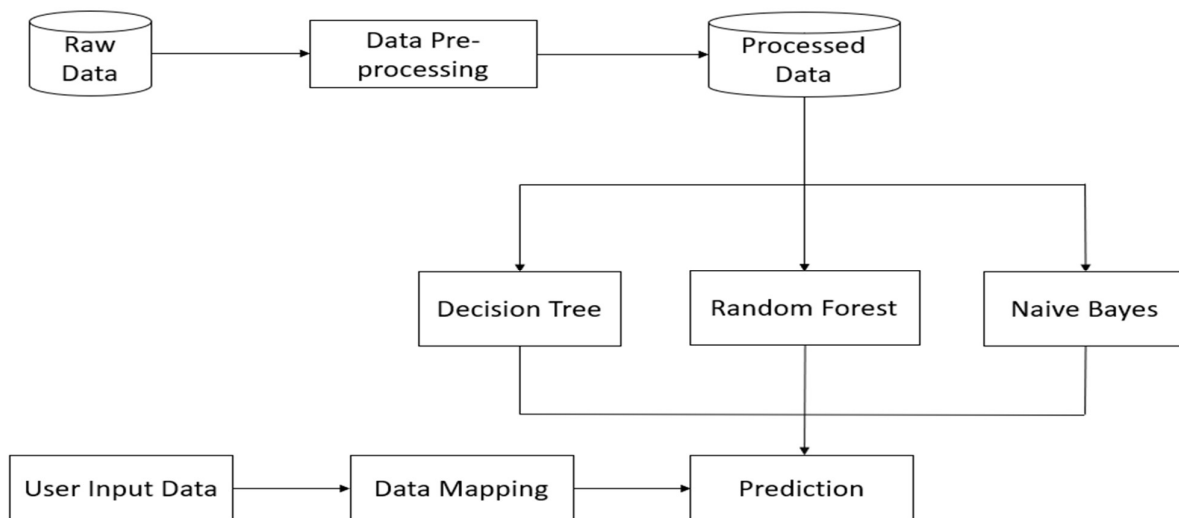 Raw
Data
Data Pre-
processing
Processed
Data
Decision Tree
Random Forest
Naive Bayes
User Input Data
Data Mapping
Prediction